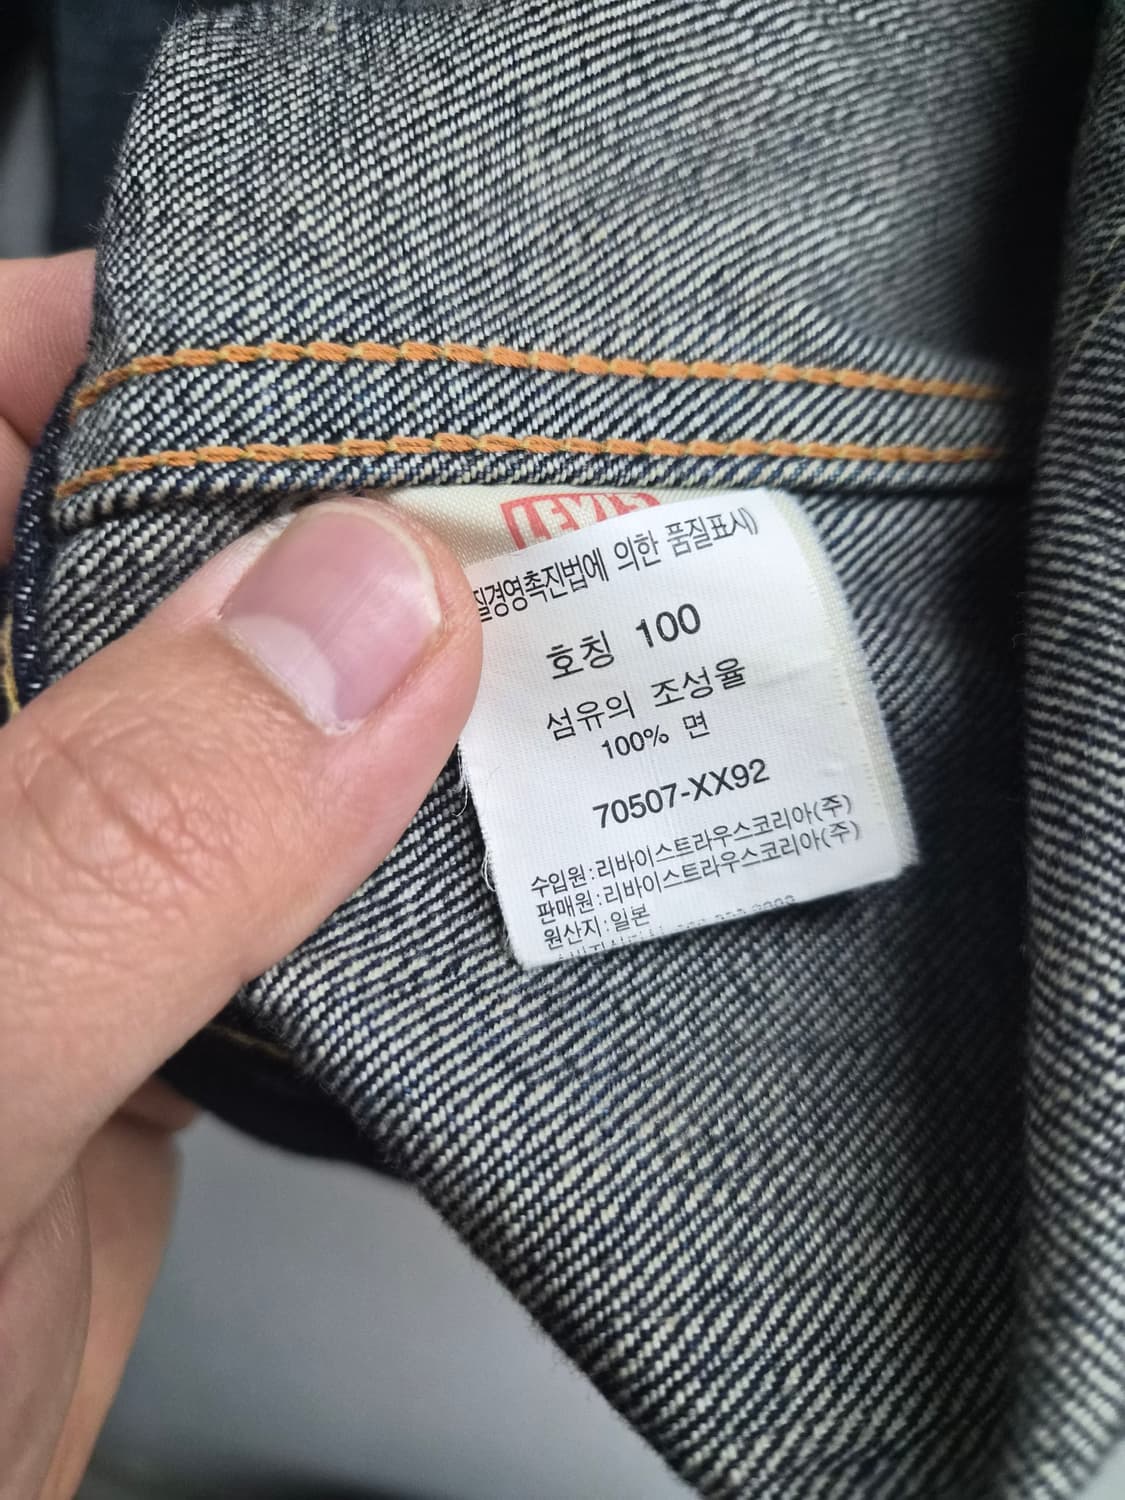 LEVI'S
질경영촉진법에 의한 품질표시)
호칭 100
섬유의 조성율
100% 면
70507-XX92
수입원:리바이스트라우스코리아(주)
판매원:리바이스트라우스코리아(주)
원산지:일본